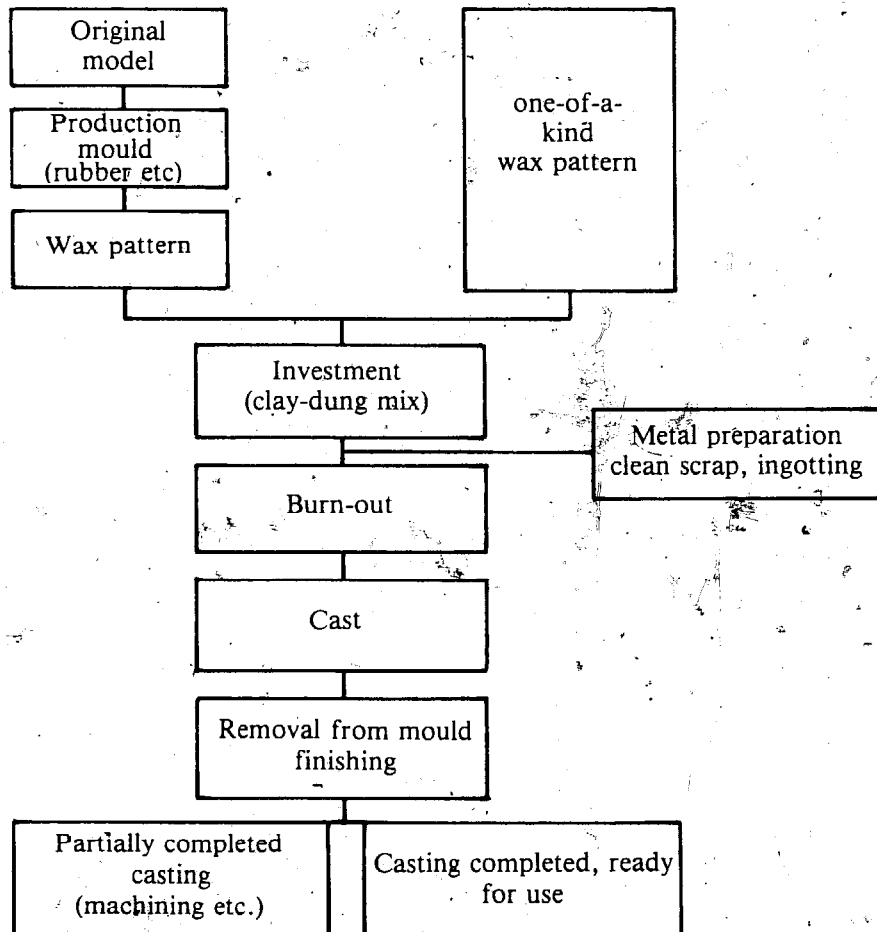 Original
model
Production
mould
(rubber etc)
Wax pattern
one-of-a-
kind
wax pattern
Investment
(clay-dung mix)
Metal preparation
clean scrap, ingotting
Burn-out
Cast
Removal from mould
finishing
Partially completed
casting
(machining etc.)
Casting completed, ready
for use